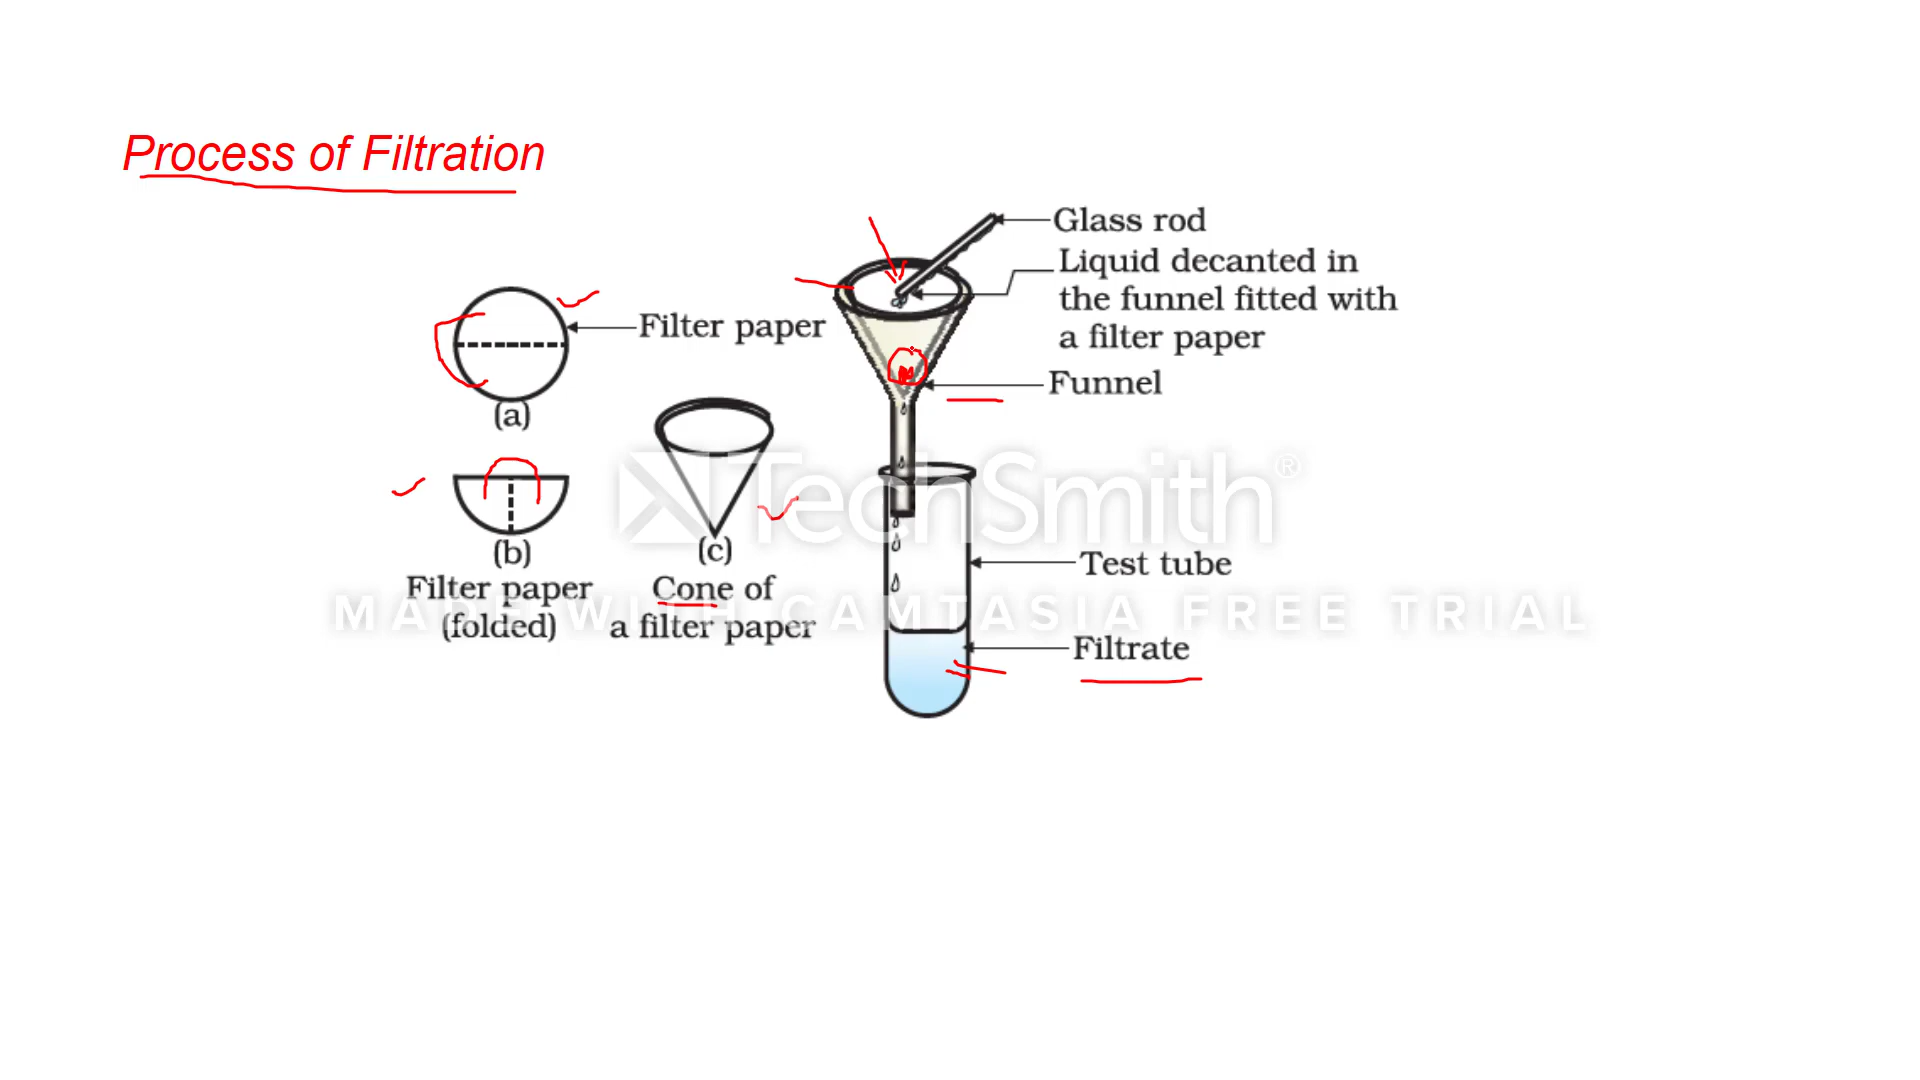 Process of Filtration
Glass rod
Liquid decanted in
the funnel fitted with
a filter paper
Filter paper
Funnel
(a)
(b)
Filter paper
(folded)
(c)
Cone of
a filter paper
Test tube
Filtrate
TechSmith®
MADE WITH CAMTASIA FREE TRIAL